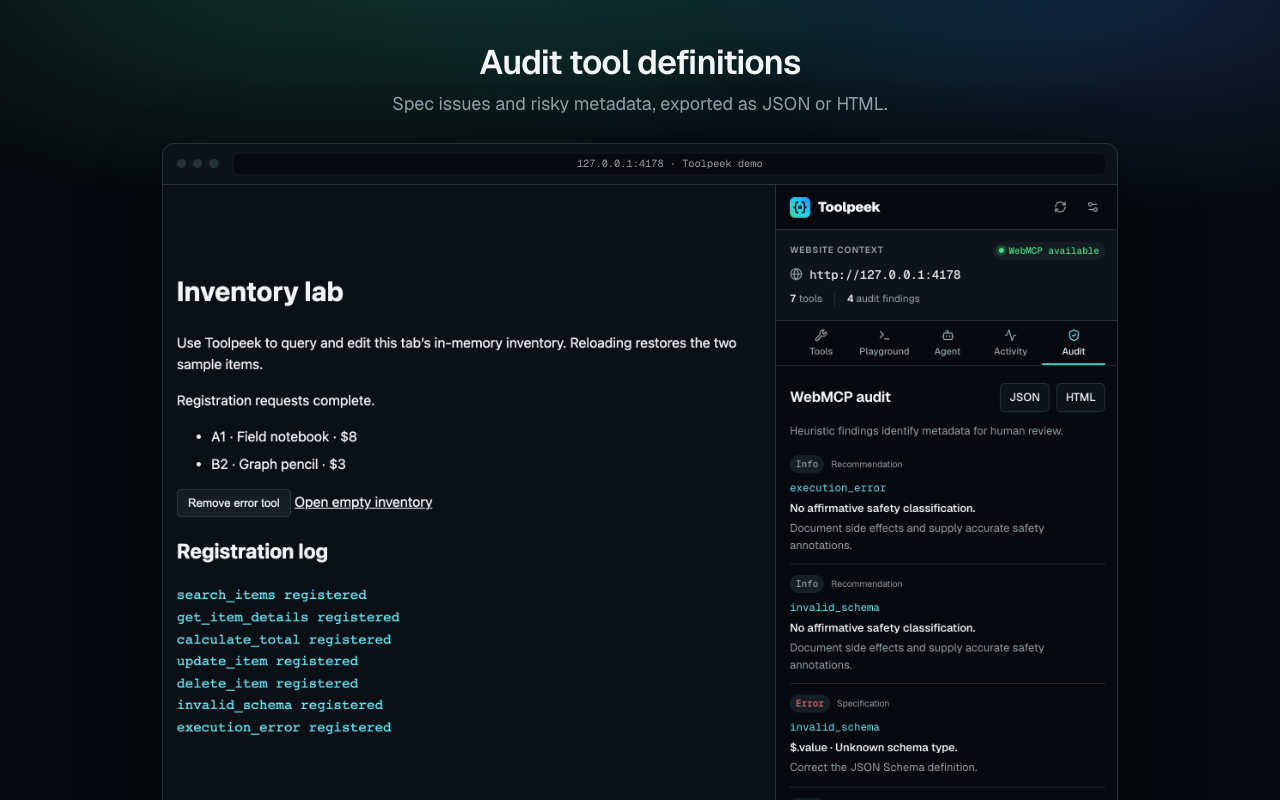 Audit tool definitions
Spec issues and risky metadata, exported as JSON or HTML.
127.0.0.1:4178 · Toolpeek demo
Inventory lab
Use Toolpeek to query and edit this tab's in-memory inventory. Reloading restores the two
sample items.
Registration requests complete.
• A1 · Field notebook · $8
• B2 · Graph pencil · $3
Remove error tool Open empty inventory
Registration log
search_items registered
get_item_details registered
calculate_total registered
update_item registered
delete_item registered
invalid_schema registered
execution_error registered
Toolpeek
WEBSITE CONTEXT WebMCP available
http://127.0.0.1:4178
7 tools 4 audit findings
Tools Playground Agent Activity Audit
WebMCP audit JSON HTML
Heuristic findings identify metadata for human review.
Info Recommendation
execution_error
No affirmative safety classification.
Document side effects and supply accurate safety
annotations.
Info Recommendation
invalid_schema
No affirmative safety classification.
Document side effects and supply accurate safety
annotations.
Error Specification
invalid_schema
$.value · Unknown schema type.
Correct the JSON Schema definition.